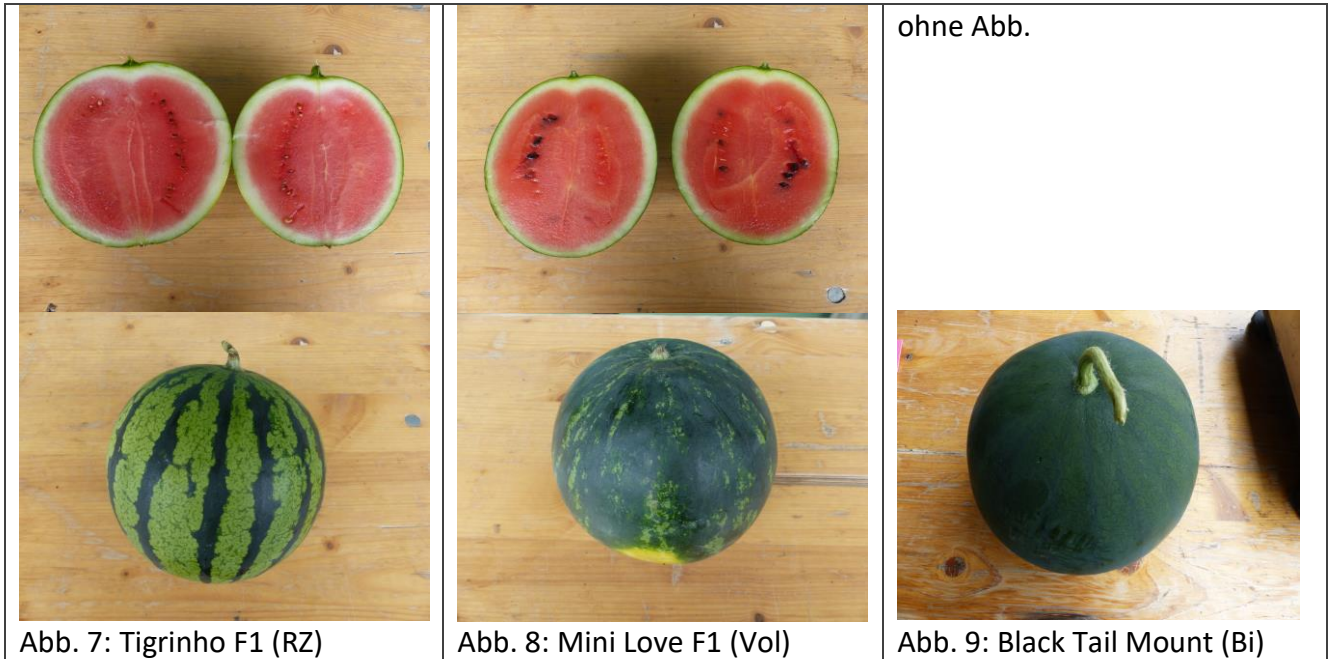 ohne Abb.
Abb. 7: Tigrinho F1 (RZ)
Abb. 8: Mini Love F1 (Vol)
Abb. 9: Black Tail Mount (Bi)